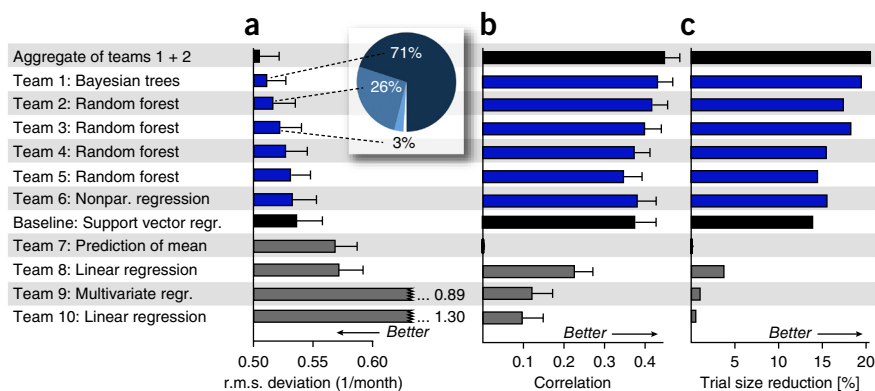 a
b
c
Aggregate of teams 1 + 2
Team 1: Bayesian trees
Team 2: Random forest
Team 3: Random forest
Team 4: Random forest
Team 5: Random forest
Team 6: Nonpar. regression
Baseline: Support vector regr.
Team 7: Prediction of mean
Team 8: Linear regression
Team 9: Multivariate regr.
Team 10: Linear regression
71%
26%
3%
... 0.89
... 1.30
Better
0.50 0.55 0.60
r.m.s. deviation (1/month)
Better
0.1 0.2 0.3 0.4
Correlation
Better
5 10 15 20
Trial size reduction [%]